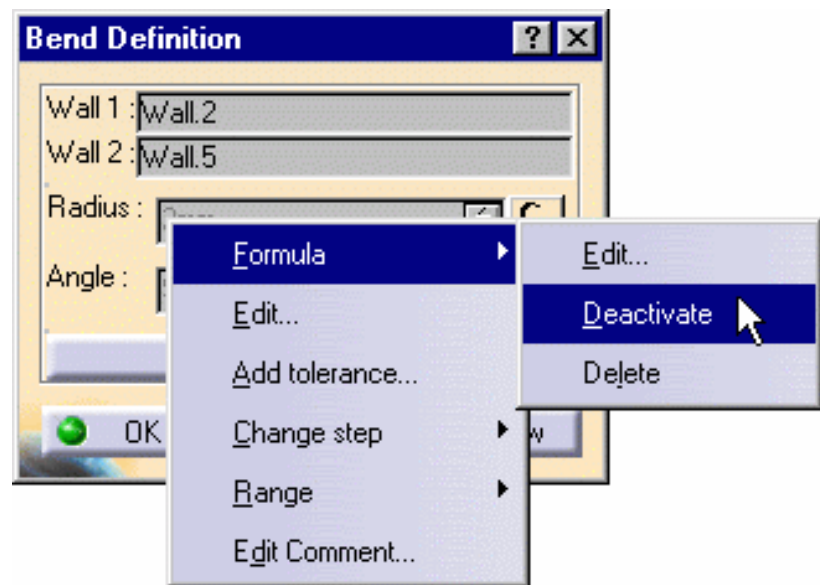 Bend Definition
Wall 1 : Wall.2
Wall 2 : Wall.5
Radius :
Formula
Edit...
Angle :
Edit...
Deactivate
Add tolerance...
Delete
OK
Change step
w
Range
Edit Comment...